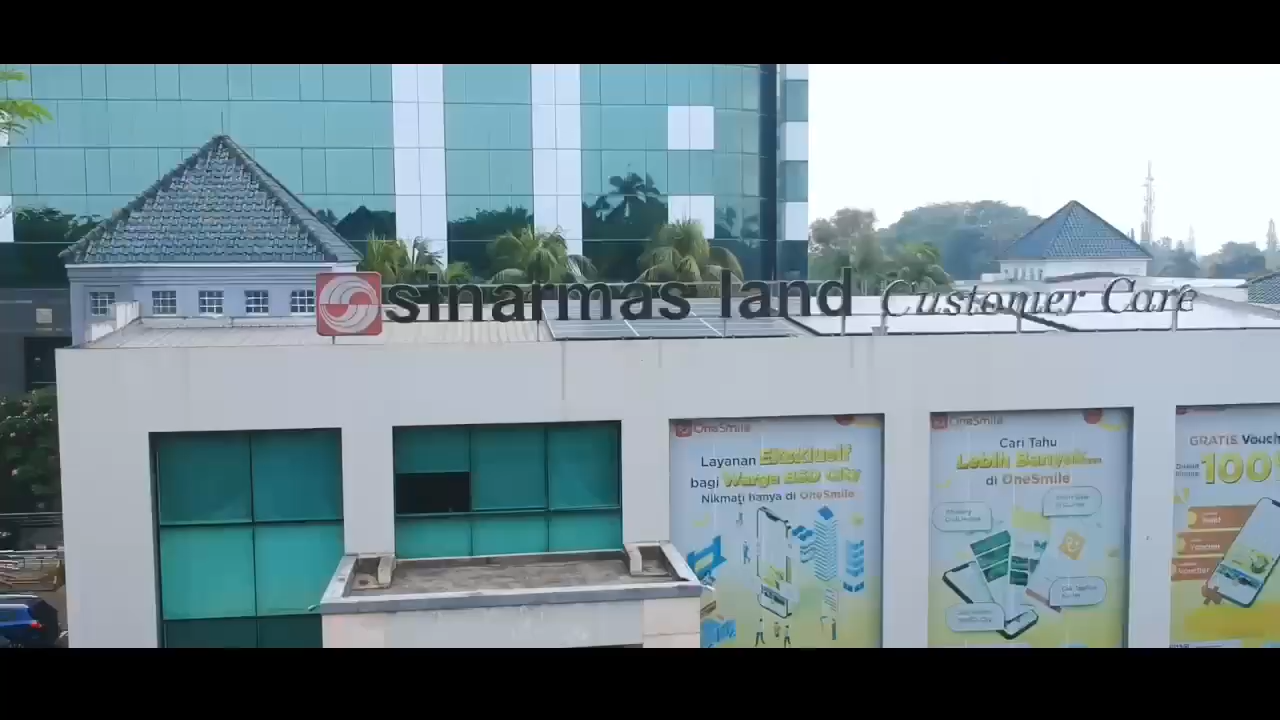 sinarmas land Customer Care
OneSmile
Layanan Eksklusif
bagi Warga BSD City
Nikmati hanya di OneSmile
OneSmile
Cari Tahu
Lebih Banyak
di OneSmile
GRATIS Vouch
100
Voucher